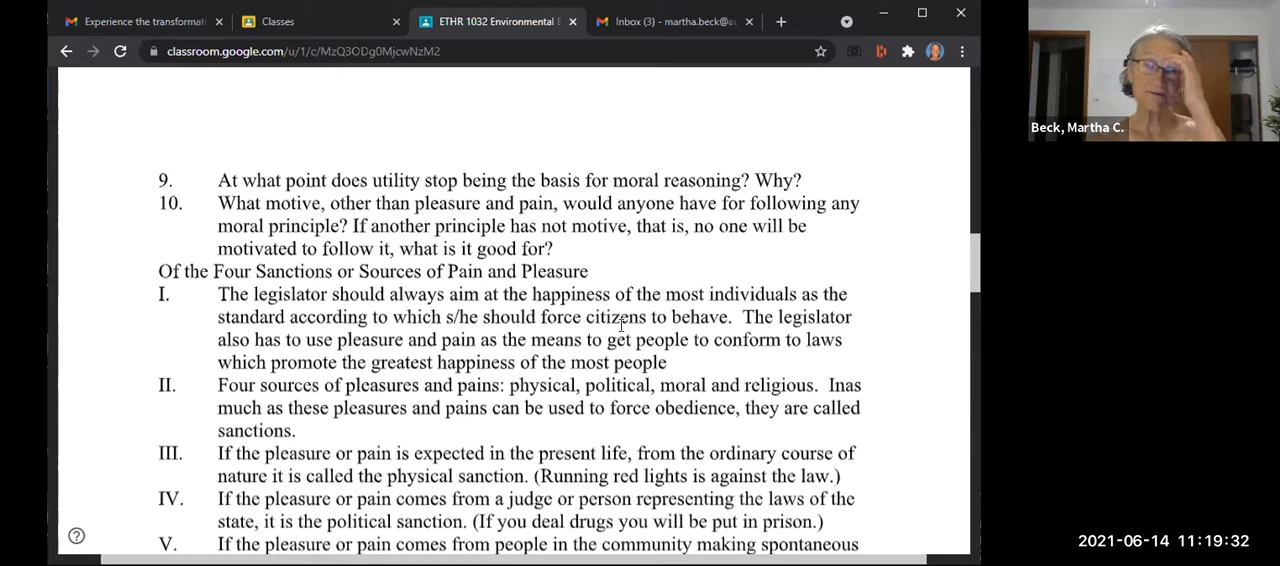 Experience the transformati
Classes
ETHR 1032 Environmental E
Inbox (3) - martha.beck@
classroom.google.com/u/1/c/MzQ3ODg0MjcwNzM2
9. At what point does utility stop being the basis for moral reasoning? Why?
10. What motive, other than pleasure and pain, would anyone have for following any
moral principle? If another principle has not motive, that is, no one will be
motivated to follow it, what is it good for?
Of the Four Sanctions or Sources of Pain and Pleasure
I. The legislator should always aim at the happiness of the most individuals as the
standard according to which s/he should force citizens to behave. The legislator
also has to use pleasure and pain as the means to get people to conform to laws
which promote the greatest happiness of the most people
II. Four sources of pleasures and pains: physical, political, moral and religious. Inas
much as these pleasures and pains can be used to force obedience, they are called
sanctions.
III. If the pleasure or pain is expected in the present life, from the ordinary course of
nature it is called the physical sanction. (Running red lights is against the law.)
IV. If the pleasure or pain comes from a judge or person representing the laws of the
state, it is the political sanction. (If you deal drugs you will be put in prison.)
V. If the pleasure or pain comes from people in the community making spontaneous
Beck, Martha C.
2021-06-14 11:19:32